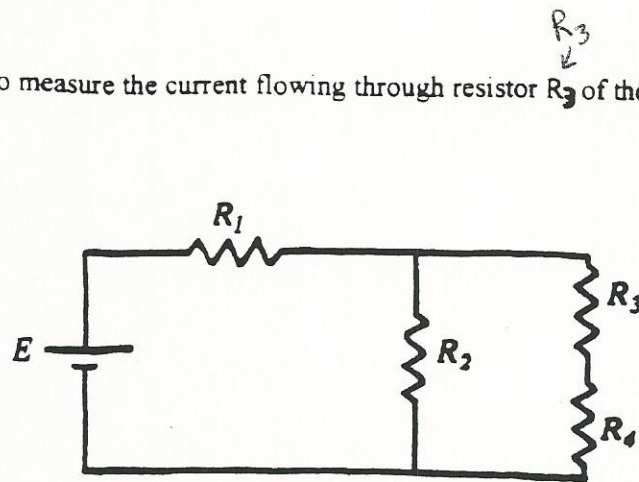 R₃
o measure the current flowing through resistor R₃ of the
R₁
R₃
E
R₂
R₄